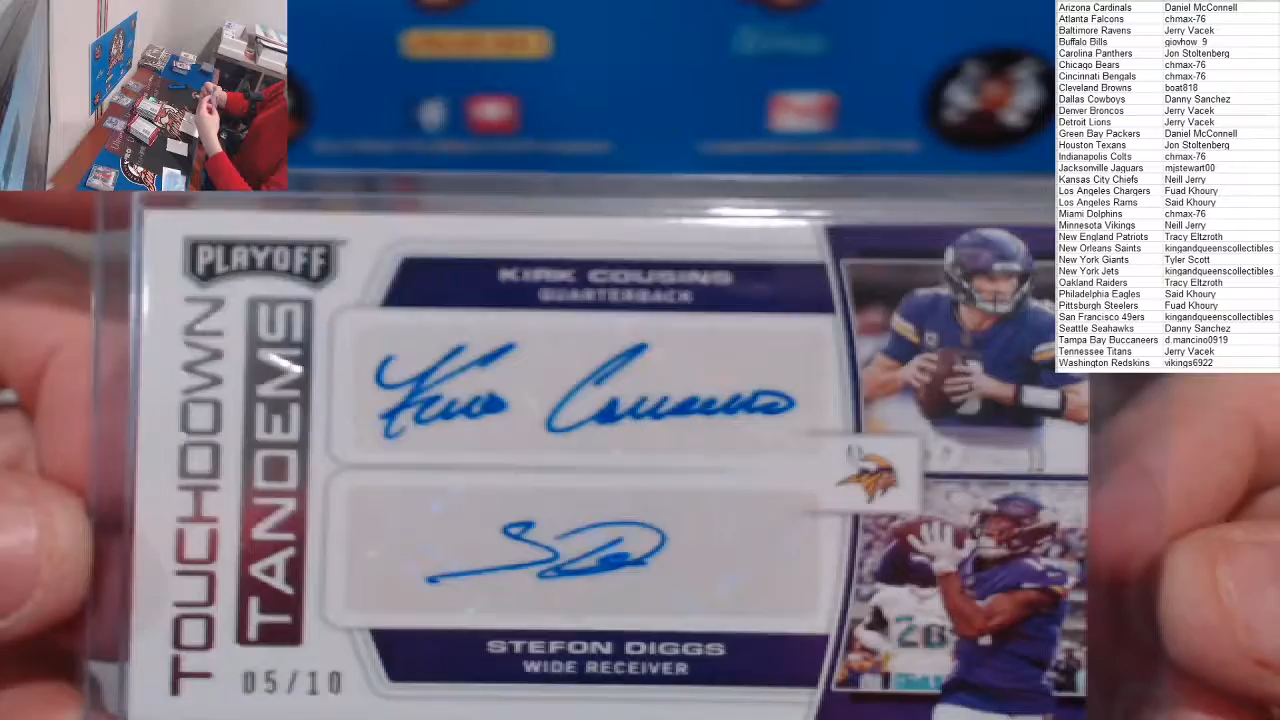 PLAYOFF
TOUCHDOWN
TANDEMS
05/10
KIRK COUSINS
QUARTERBACK
Kirk Cousins
STEFON DIGGS
WIDE RECEIVER
20
Arizona Cardinals Daniel McConnell
Atlanta Falcons chmax-76
Baltimore Ravens Jerry Vacek
Buffalo Bills giovhow_9
Carolina Panthers Jon Stoltenberg
Chicago Bears chmax-76
Cincinnati Bengals chmax-76
Cleveland Browns boat818
Dallas Cowboys Danny Sanchez
Denver Broncos Jerry Vacek
Detroit Lions Jerry Vacek
Green Bay Packers Daniel McConnell
Houston Texans Jon Stoltenberg
Indianapolis Colts chmax-76
Jacksonville Jaguars mjstewart00
Kansas City Chiefs Neill Jerry
Los Angeles Chargers Fuad Khoury
Los Angeles Rams Said Khoury
Miami Dolphins chmax-76
Minnesota Vikings Neill Jerry
New England Patriots Tracy Eltzroth
New Orleans Saints kingandqueenscollectibles
New York Giants Tyler Scott
New York Jets kingandqueenscollectibles
Oakland Raiders Tracy Eltzroth
Philadelphia Eagles Said Khoury
Pittsburgh Steelers Fuad Khoury
San Francisco 49ers kingandqueenscollectibles
Seattle Seahawks Danny Sanchez
Tampa Bay Buccaneers d.mancino0919
Tennessee Titans Jerry Vacek
Washington Redskins vikings6922